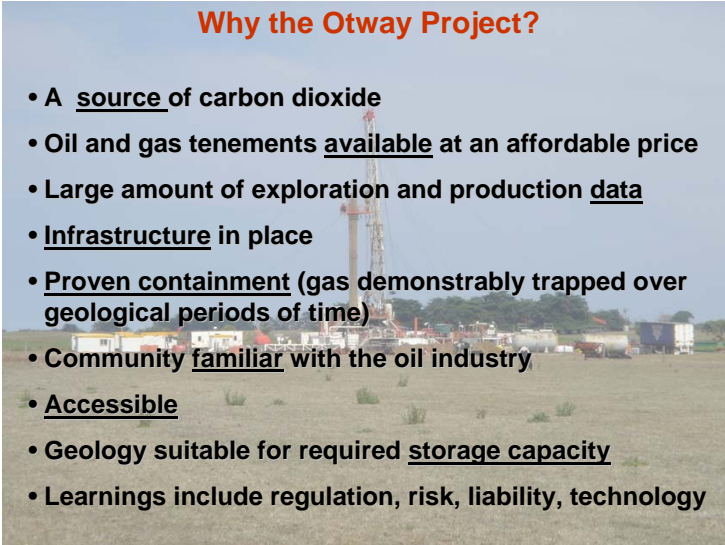 Why the Otway Project?
• A source of carbon dioxide
• Oil and gas tenements available at an affordable price
• Large amount of exploration and production data
• Infrastructure in place
• Proven containment (gas demonstrably trapped over
geological periods of time)
• Community familiar with the oil industry
• Accessible
• Geology suitable for required storage capacity
• Learnings include regulation, risk, liability, technology